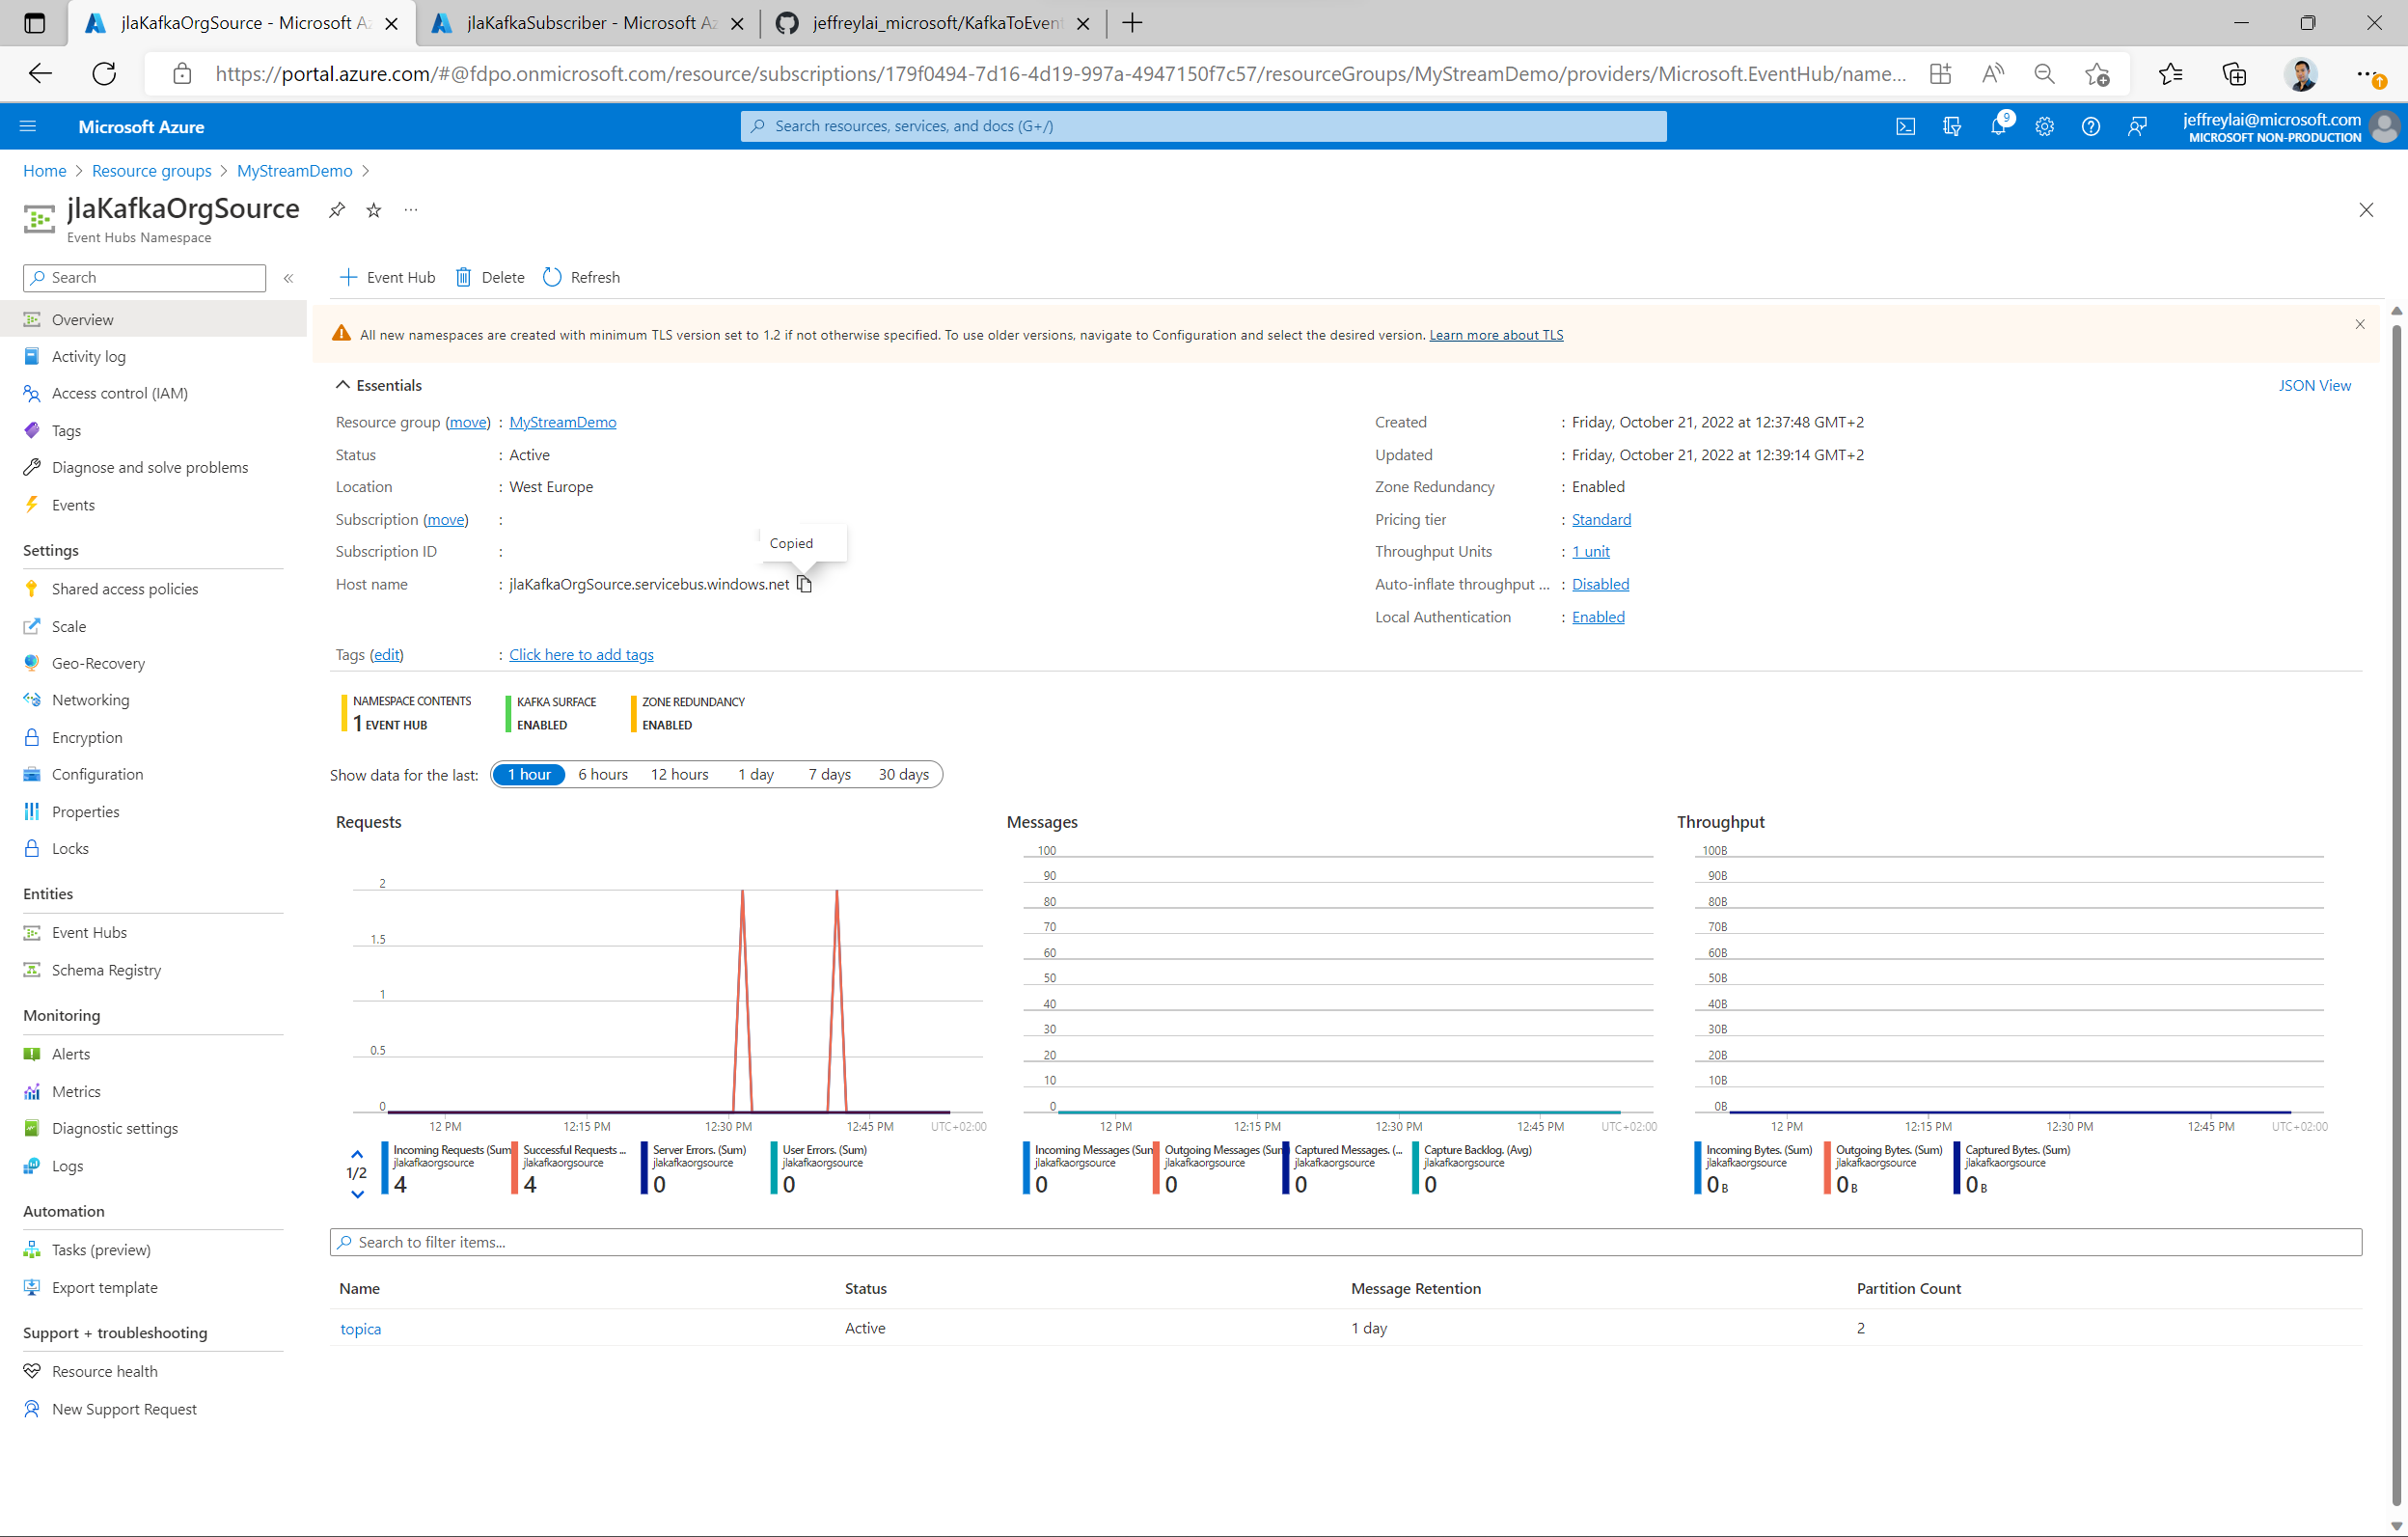 jlaKafkaOrgSource - Microsoft Az
jlaKafkaSubscriber - Microsoft Az
jeffreylai_microsoft/KafkaToEvent
https://portal.azure.com/#@fdpo.onmicrosoft.com/resource/subscriptions/179f0494-7d16-4d19-997a-4947150f7c57/resourceGroups/MyStreamDemo/providers/Microsoft.EventHub/name...
Microsoft Azure
Search resources, services, and docs (G+/)
9
jeffreylai@microsoft.com
MICROSOFT NON-PRODUCTION
Home > Resource groups > MyStreamDemo >
jlaKafkaOrgSource
Event Hubs Namespace
Search
Overview
Activity log
Access control (IAM)
Tags
Diagnose and solve problems
Events
Settings
Shared access policies
Scale
Geo-Recovery
Networking
Encryption
Configuration
Properties
Locks
Entities
Event Hubs
Schema Registry
Monitoring
Alerts
Metrics
Diagnostic settings
Logs
Automation
Tasks (preview)
Export template
Support + troubleshooting
Resource health
New Support Request
Event Hub Delete Refresh
All new namespaces are created with minimum TLS version set to 1.2 if not otherwise specified. To use older versions, navigate to Configuration and select the desired version. Learn more about TLS
Essentials
JSON View
Resource group (move) : MyStreamDemo
Status : Active
Location : West Europe
Subscription (move) :
Subscription ID :
Copied
Host name : jlaKafkaOrgSource.servicebus.windows.net
Created : Friday, October 21, 2022 at 12:37:48 GMT+2
Updated : Friday, October 21, 2022 at 12:39:14 GMT+2
Zone Redundancy : Enabled
Pricing tier : Standard
Throughput Units : 1 unit
Auto-inflate throughput ... : Disabled
Local Authentication : Enabled
Tags (edit) : Click here to add tags
NAMESPACE CONTENTS
1 EVENT HUB
KAFKA SURFACE
ENABLED
ZONE REDUNDANCY
ENABLED
Show data for the last: 1 hour 6 hours 12 hours 1 day 7 days 30 days
Requests
2
1.5
1
0.5
0
12 PM 12:15 PM 12:30 PM 12:45 PM UTC+02:00
1/2
Incoming Requests (Sum
jlakafkaorgsource
4
Successful Requests ...
jlakafkaorgsource
4
Server Errors. (Sum)
jlakafkaorgsource
0
User Errors. (Sum)
jlakafkaorgsource
0
Messages
100
90
80
70
60
50
40
30
20
10
0
12 PM 12:15 PM 12:30 PM 12:45 PM UTC+02:00
Incoming Messages (Sum
jlakafkaorgsource
0
Outgoing Messages (Sum
jlakafkaorgsource
0
Captured Messages. (...
jlakafkaorgsource
0
Capture Backlog. (Avg)
jlakafkaorgsource
0
Throughput
100B
90B
80B
70B
60B
50B
40B
30B
20B
10B
0B
12 PM 12:15 PM 12:30 PM 12:45 PM UTC+02:00
Incoming Bytes. (Sum)
jlakafkaorgsource
0 B
Outgoing Bytes. (Sum)
jlakafkaorgsource
0 B
Captured Bytes. (Sum)
jlakafkaorgsource
0 B
Search to filter items...
Name Status Message Retention Partition Count
topica Active 1 day 2